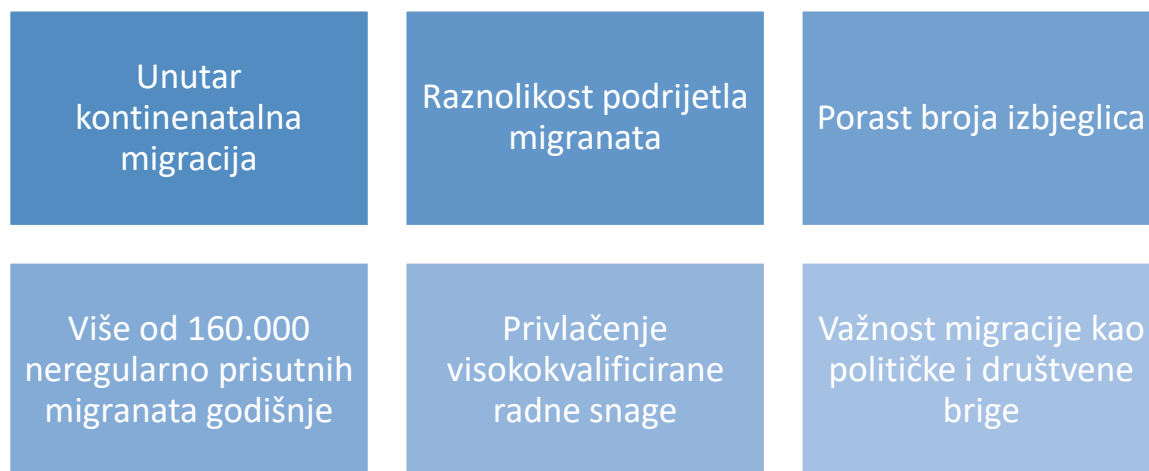 Unutar
kontinenatalna
migracija
Raznolikost podrijetla
migranata
Porast broja izbjeglica
Više od 160.000
neregularno prisutnih
migranata godišnje
Privlačenje
visokokvalificirane
radne snage
Važnost migracije kao
političke i društvene
brige